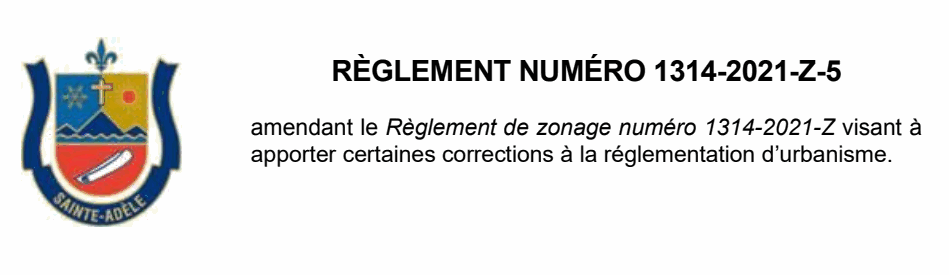 RÈGLEMENT NUMÉRO 1314-2021-Z-5
amendant le Règlement de zonage numéro 1314-2021-Z visant à
apporter certaines corrections à la réglementation d’urbanisme.
SAINTE-ADÈLE